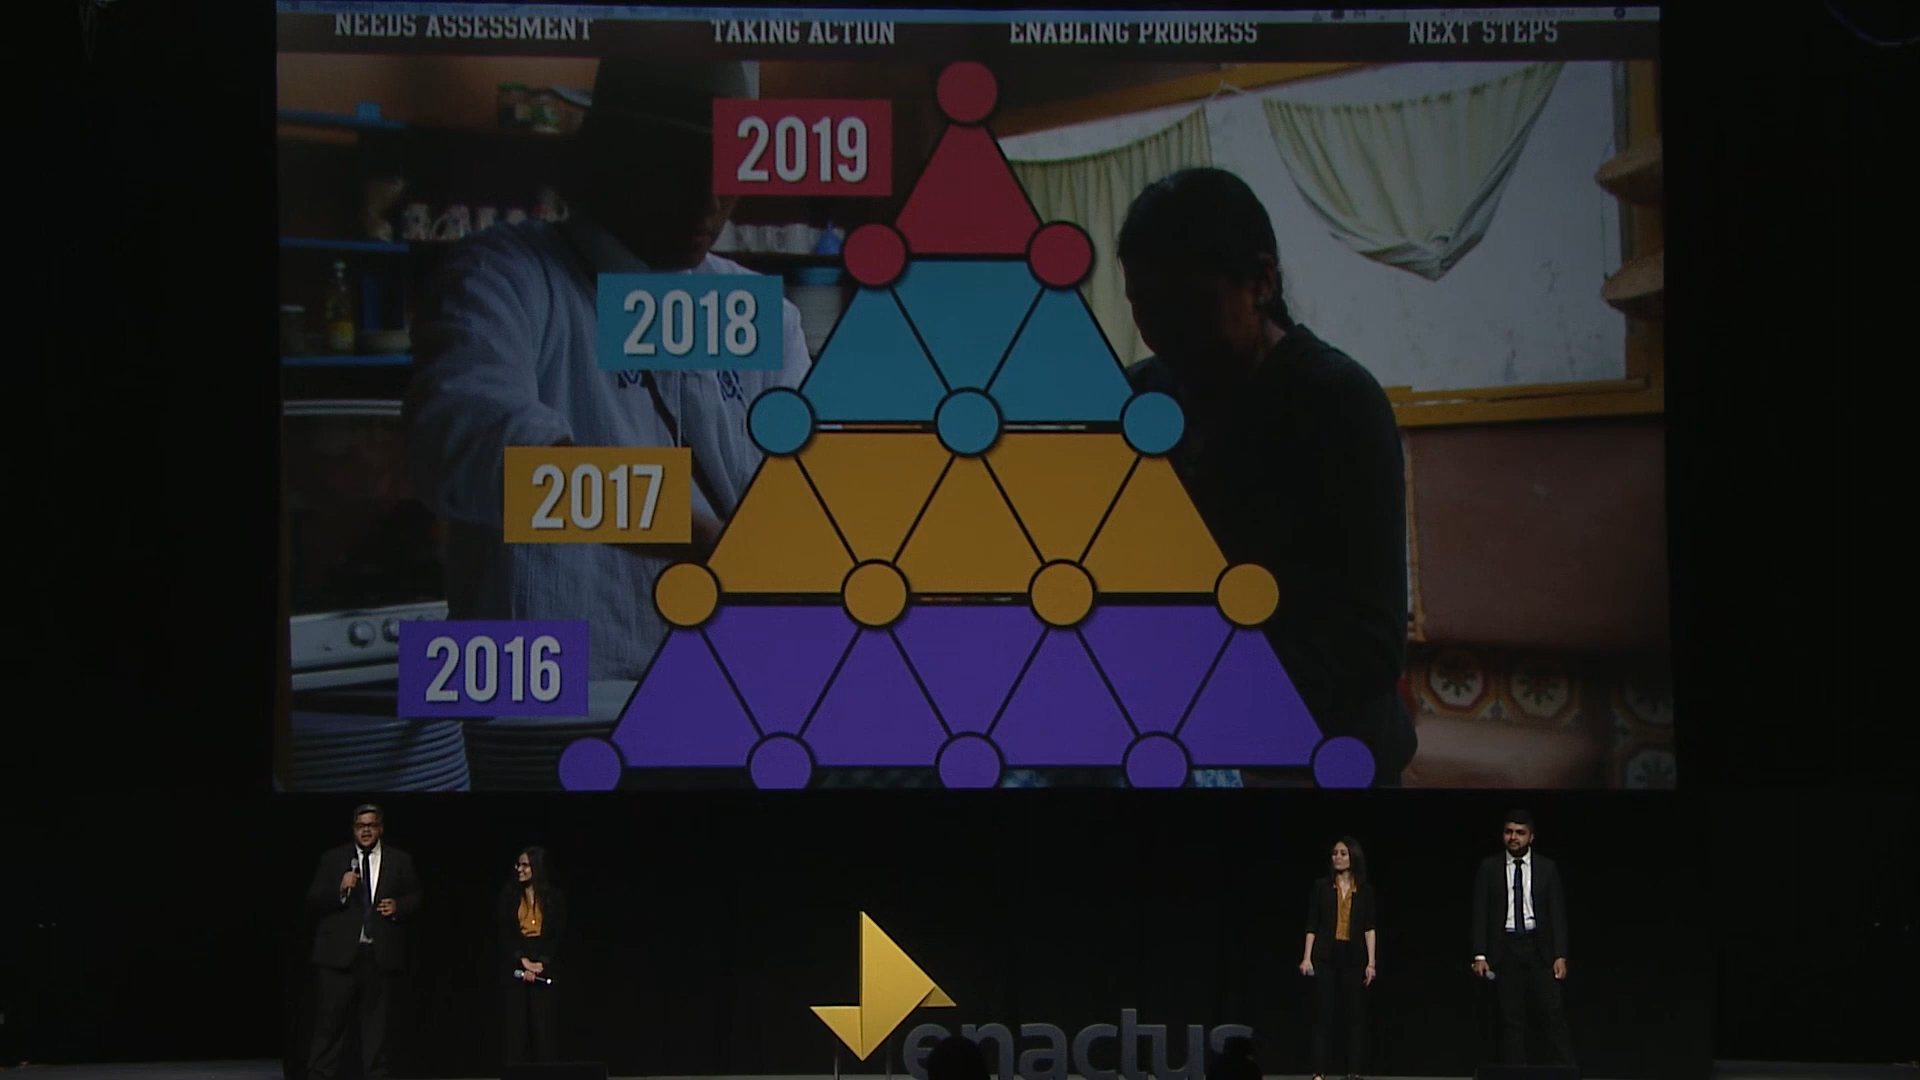 NEEDS ASSESSMENT TAKING ACTION ENABLING PROGRESS NEXT STEPS
2019
2018
2017
2016
enactus